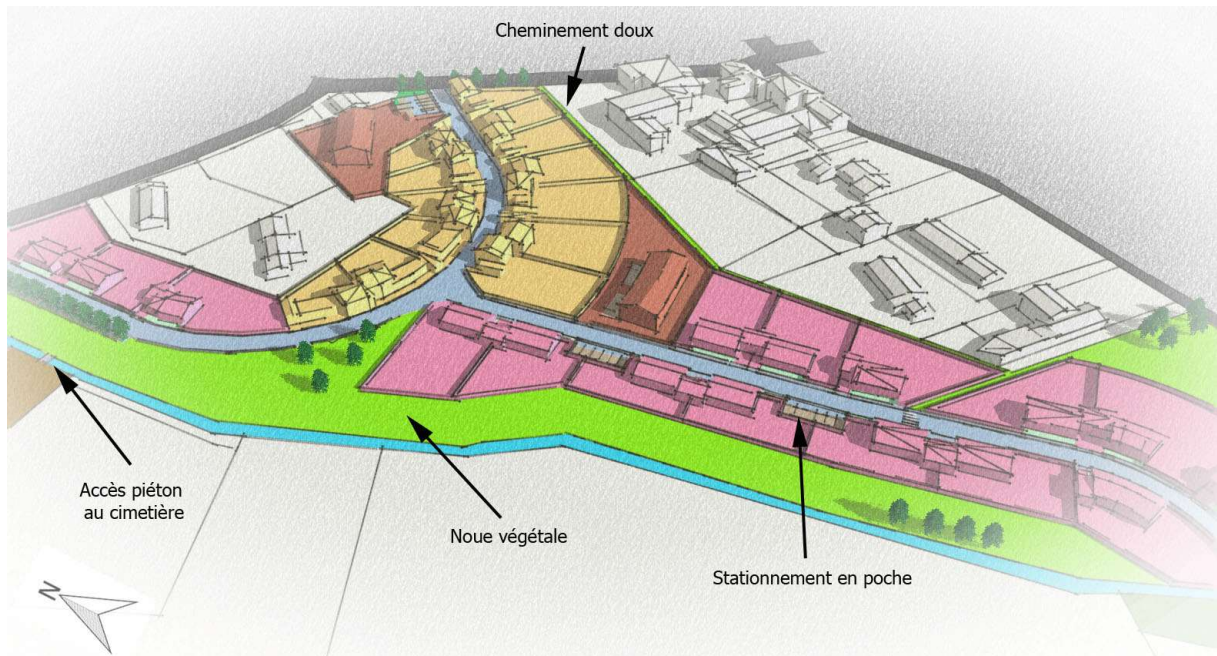 Cheminement doux
Accès piéton
au cimetière
Noue végétale
Stationnement en poche
N